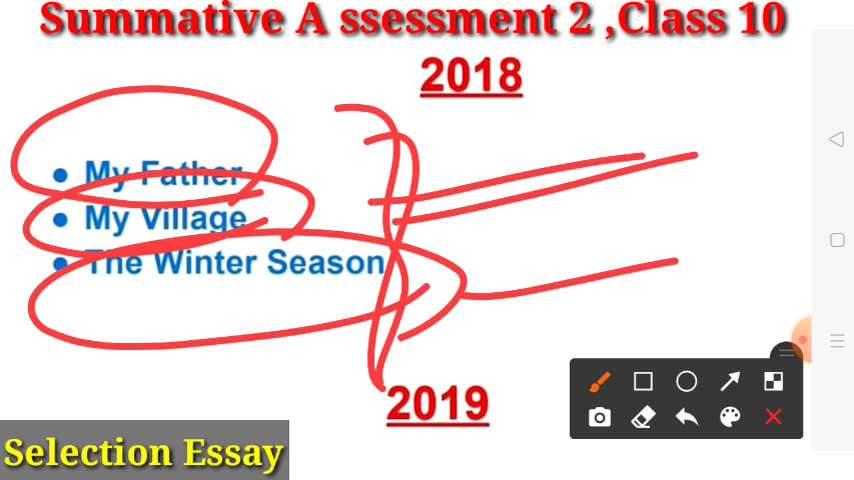 Summative A ssessment 2 ,Class 10
2018
• My Father
• My Village
• The Winter Season
2019
Selection Essay